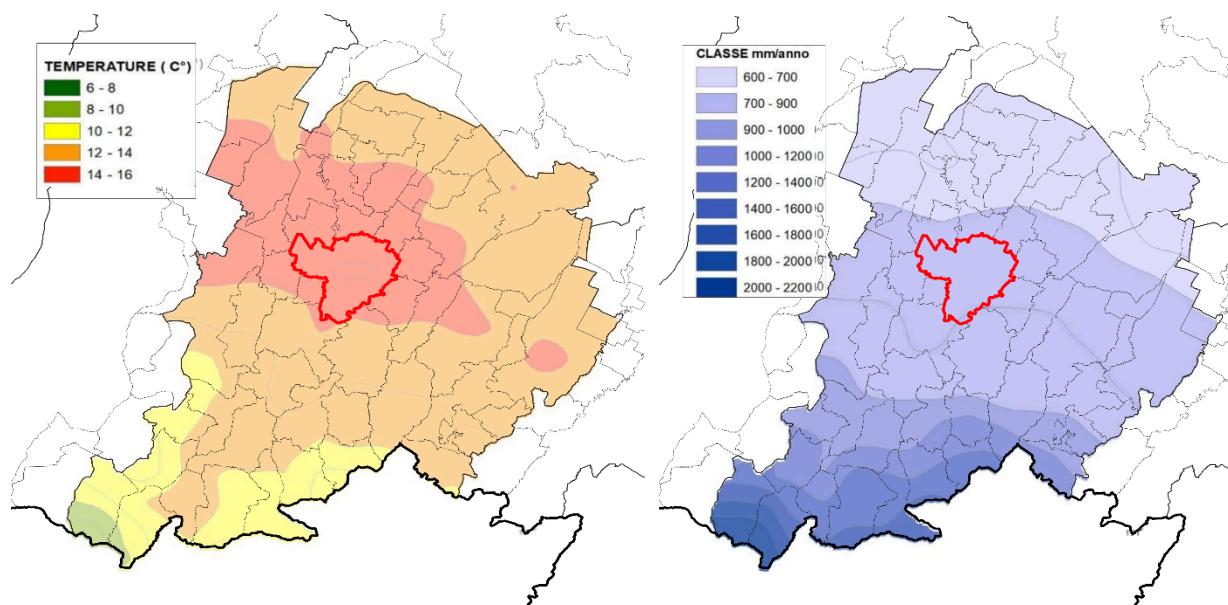 TEMPERATURE ( C°)
6 - 8
8 - 10
10 - 12
12 - 14
14 - 16
CLASSE mm/anno
600 - 700
700 - 900
900 - 1000
1000 - 1200
1200 - 1400
1400 - 1600
1600 - 1800
1800 - 2000
2000 - 2200